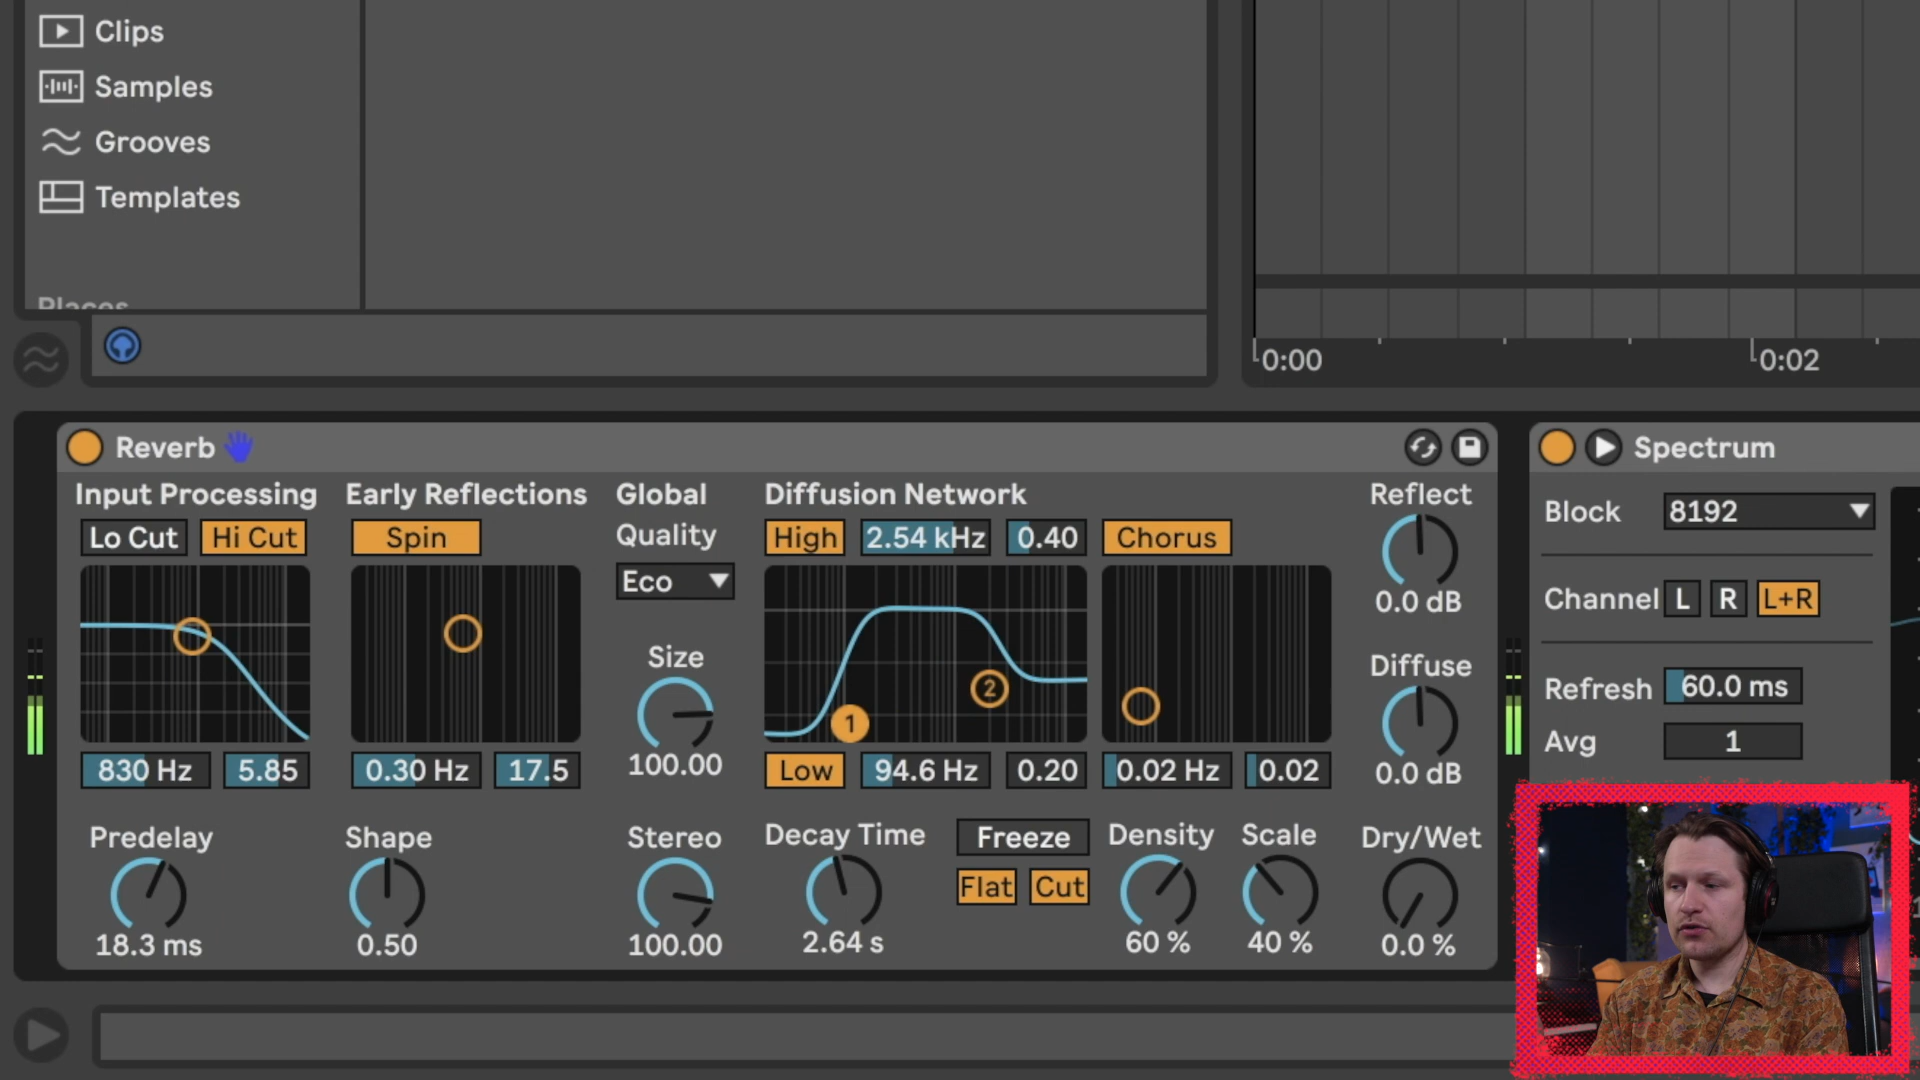 Clips
Samples
Grooves
Templates
Places
0:00
0:02
Reverb
Spectrum
Input Processing
Early Reflections
Global
Diffusion Network
Reflect
Lo Cut
Hi Cut
Spin
Quality
High
2.54 kHz
0.40
Chorus
Block
8192
Eco
0.0 dB
Channel
L
R
L+R
Size
1
2
Diffuse
Refresh
60.0 ms
Avg
1
830 Hz
5.85
0.30 Hz
17.5
100.00
Low
94.6 Hz
0.20
0.02 Hz
0.02
0.0 dB
Predelay
Shape
Stereo
Decay Time
Freeze
Density
Scale
Dry/Wet
Flat
Cut
18.3 ms
0.50
100.00
2.64 s
60 %
40 %
0.0 %